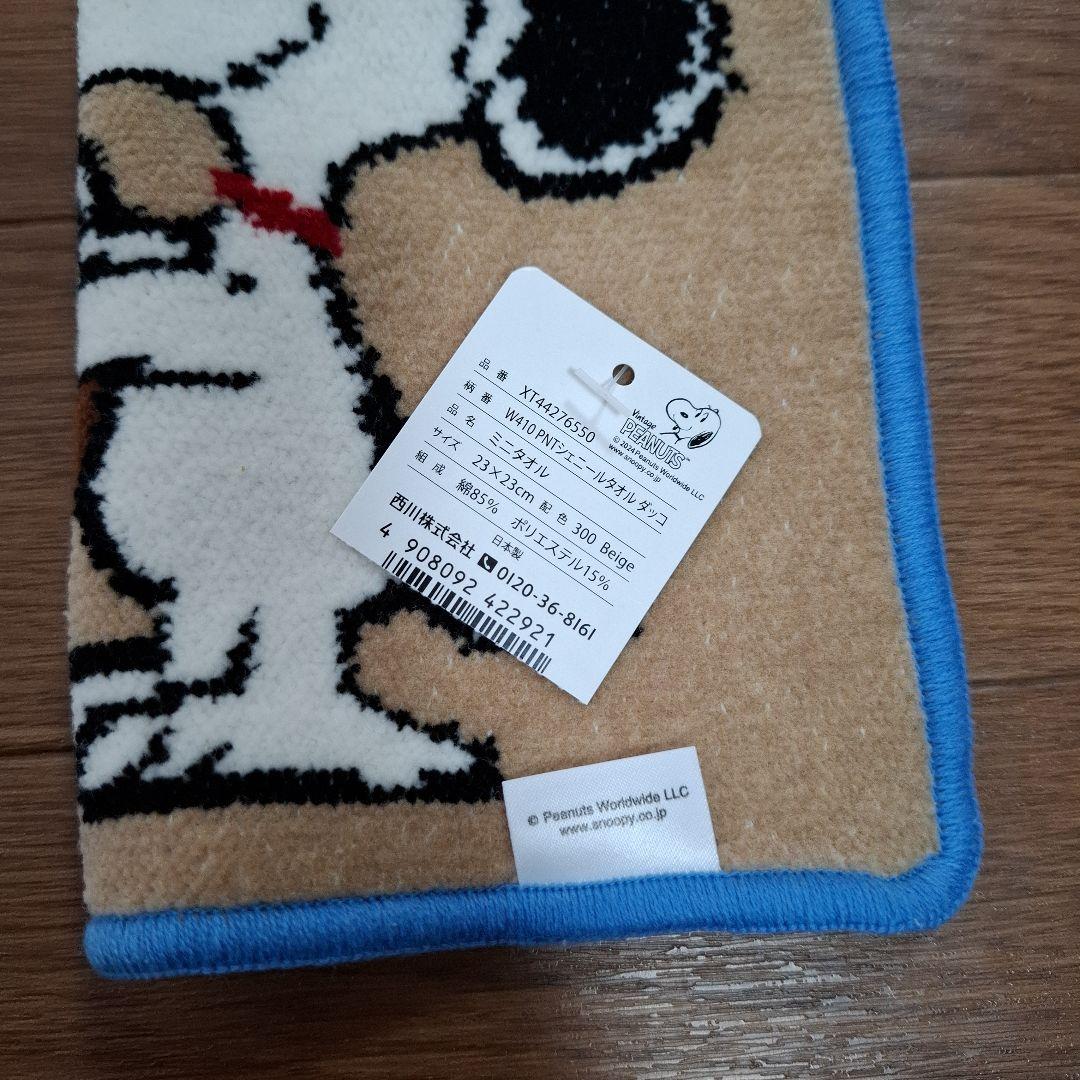 Vintage
PEANUTS™
© 2024 Peanuts Worldwide LLC
www.snoopy.co.jp
品番 XT44276550
柄番 W410 PNTシェニールタオル ダッコ
品名 ミニタオル
サイズ 23×23cm 配色 300 Beige
組成 綿85% ポリエステル15%
日本製
西川株式会社 0120-36-8161
4 908092 422921
© Peanuts Worldwide LLC
www.snoopy.co.jp